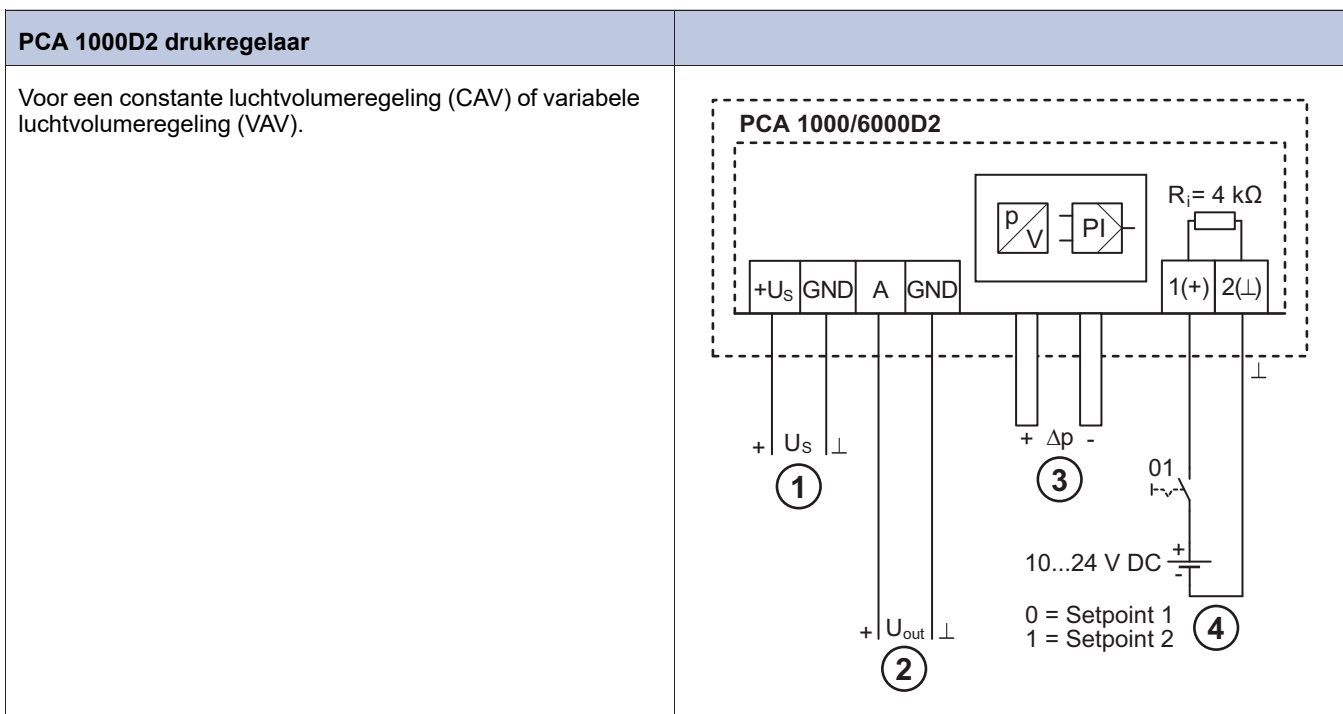 PCA 1000D2 drukregelaar
Voor een constante luchtvolumeregeling (CAV) of variabele
luchtvolumeregeling (VAV).
PCA 1000/6000D2
Ri= 4 kΩ
p
V
PI
+US GND A GND
1(+) 2(⊥)
⊥
+ US ⊥
1
+ Δp -
3
01
10...24 V DC
+
-
0 = Setpoint 1
1 = Setpoint 2
4
+ Uout ⊥
2